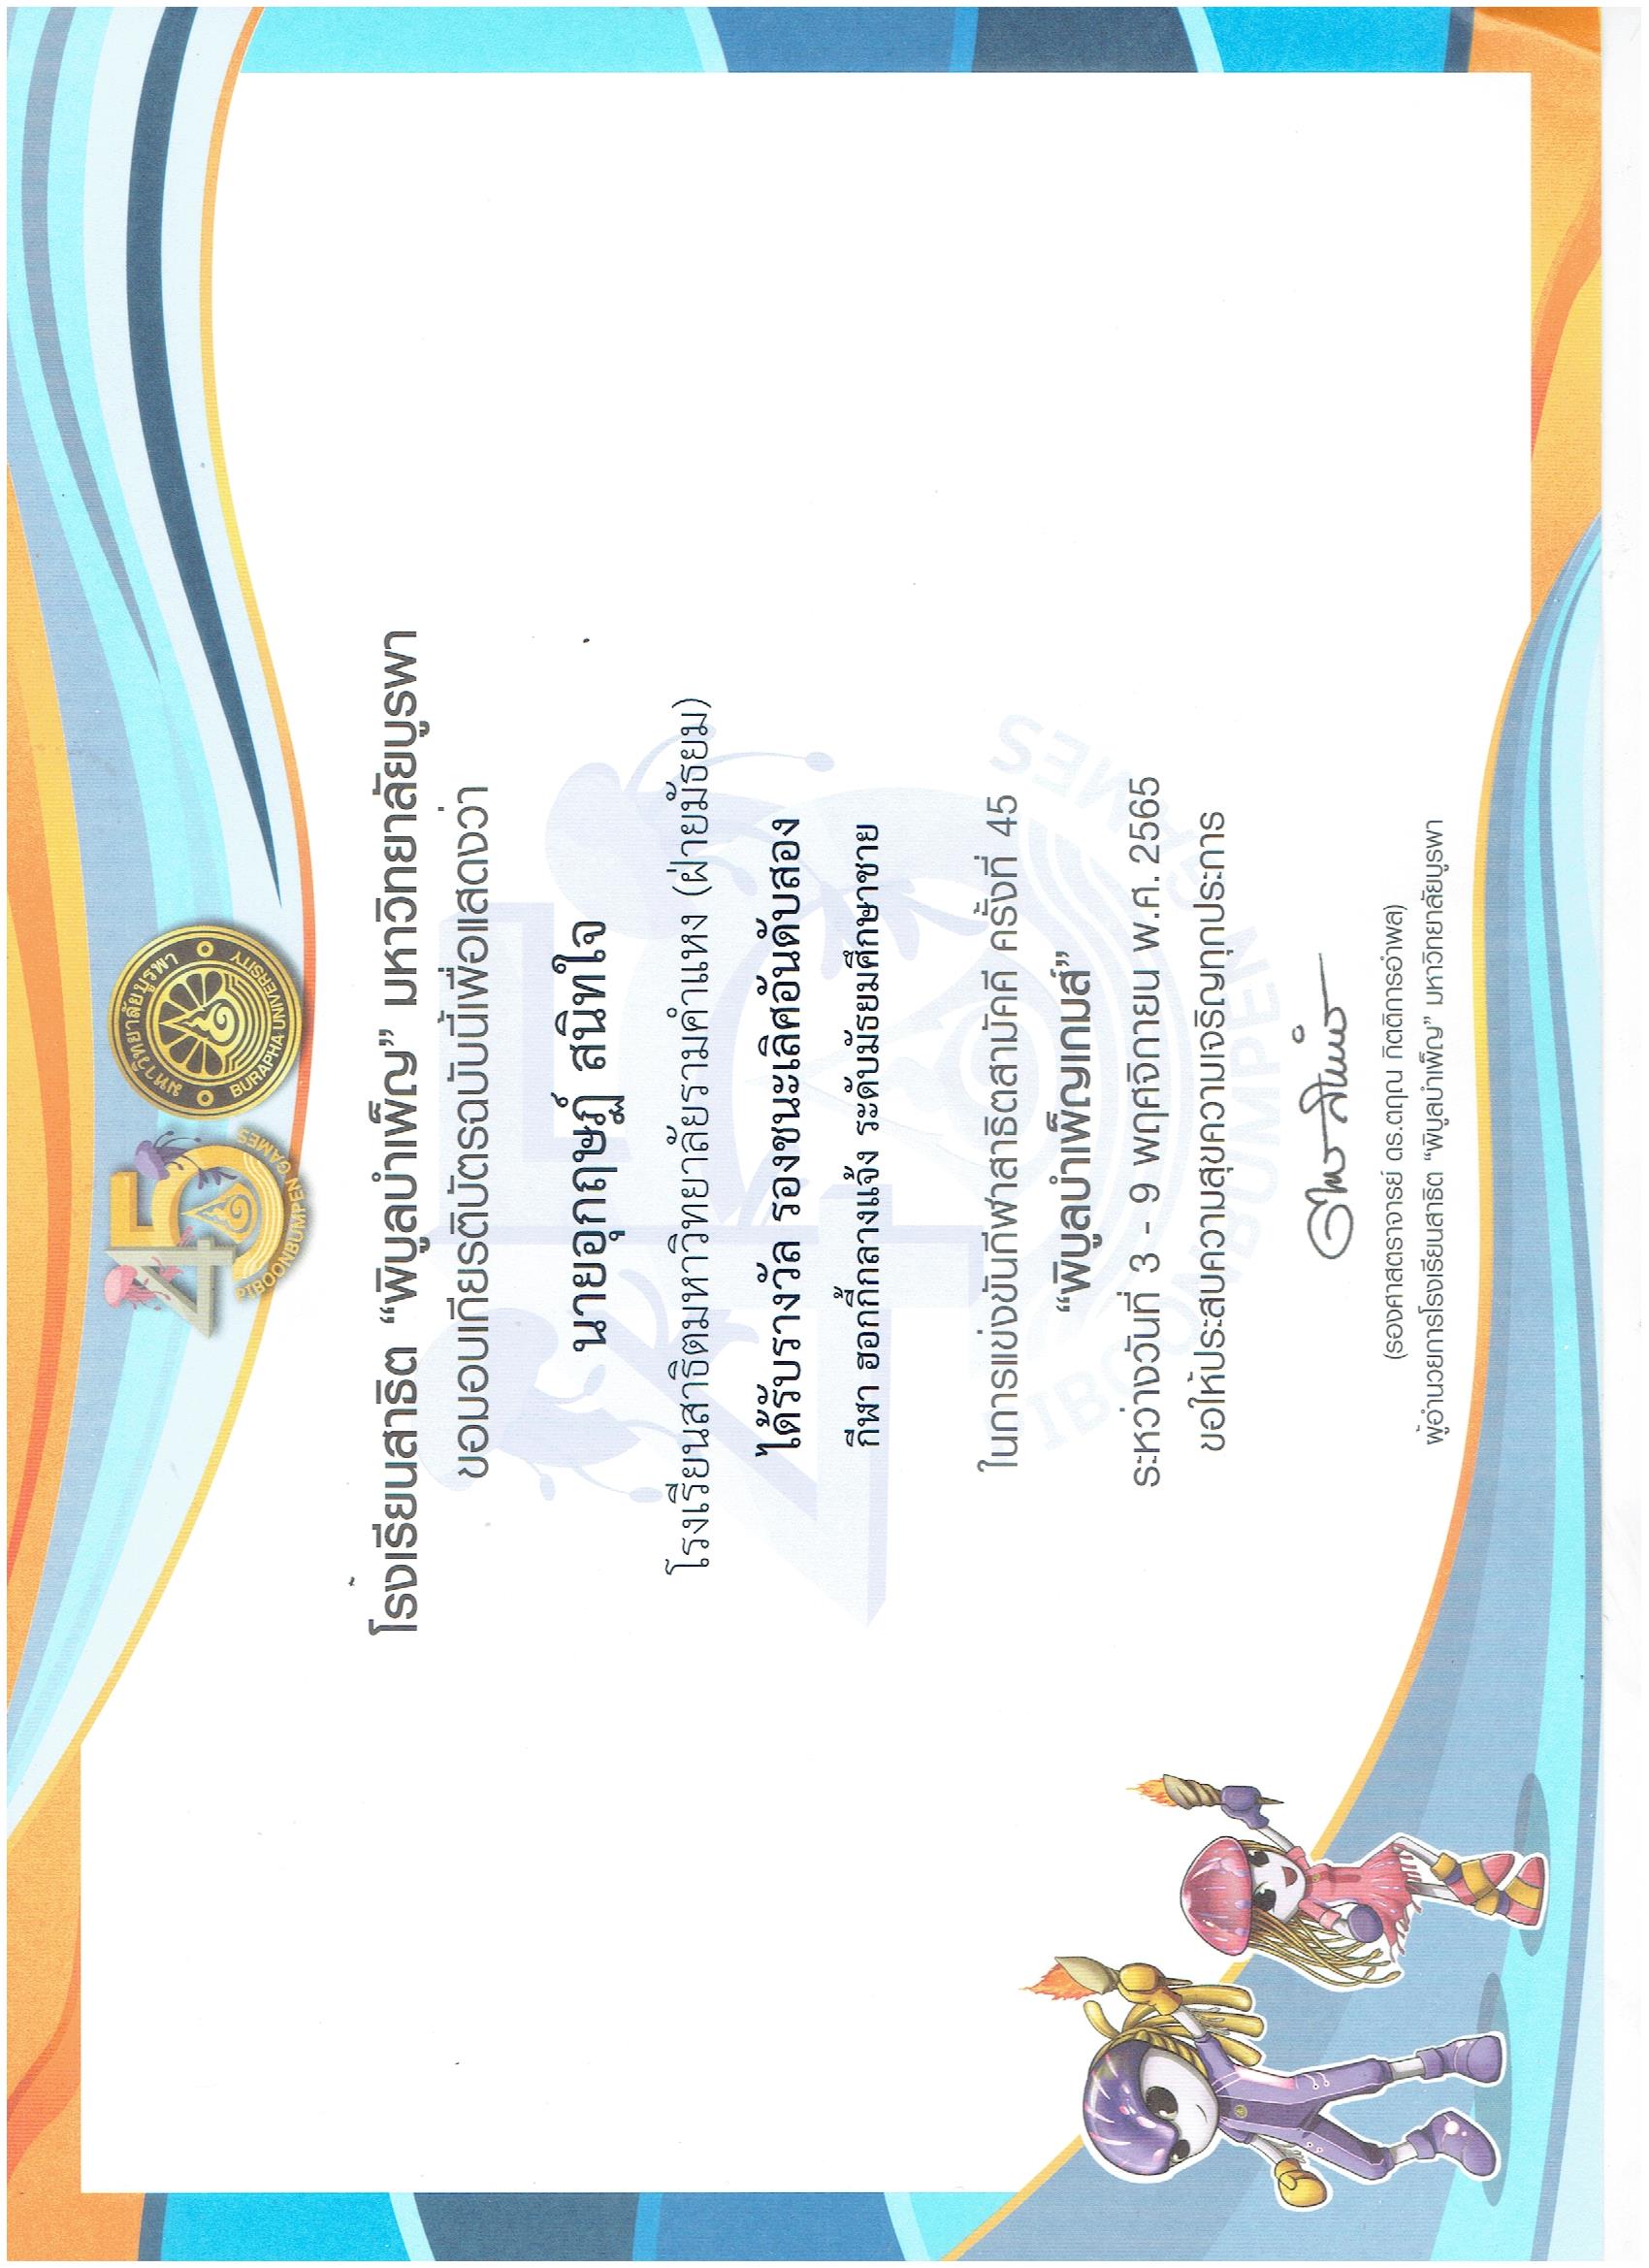 45
PIBOONBUMPEN GAMES
มหาวิทยาลัยบูรพา
BURAPHA UNIVERSITY
โรงเรียนสาธิต “พิบูลบำเพ็ญ” มหาวิทยาลัยบูรพา
ขอมอบเกียรติบัตรฉบับนี้เพื่อแสดงว่า
นายอุกฤษฏ์ สนิทใจ
โรงเรียนสาธิตมหาวิทยาลัยรามคำแหง (ฝ่ายมัธยม)
ได้รับรางวัล รองชนะเลิศอันดับสอง
กีฬา ฮอกกี้กลางแจ้ง ระดับมัธยมศึกษาชาย
ในการแข่งขันกีฬาสาธิตสามัคคี ครั้งที่ 45
“พิบูลบำเพ็ญเกมส์”
ระหว่างวันที่ 3 - 9 พฤศจิกายน พ.ศ. 2565
ขอให้ประสบความสุขความเจริญทุกประการ
(รองศาสตราจารย์ ดร.ตฤณ กิตติการอำพล)
ผู้อำนวยการโรงเรียนสาธิต “พิบูลบำเพ็ญ” มหาวิทยาลัยบูรพา